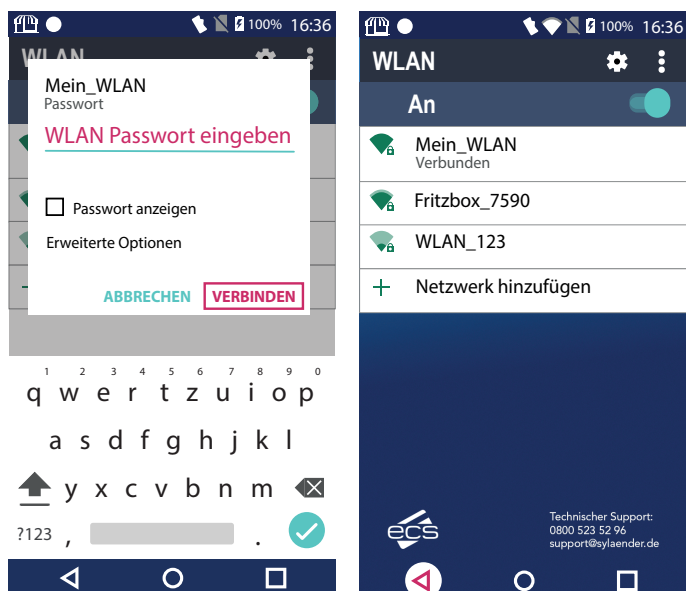 100% 16:36
WLAN
Mein_WLAN
Passwort
WLAN Passwort eingeben
Passwort anzeigen
Erweiterte Optionen
ABBRECHEN VERBINDEN
1 2 3 4 5 6 7 8 9 0
q w e r t z u i o p
a s d f g h j k l
y x c v b n m
?123 , .
100% 16:36
WLAN
An
Mein_WLAN
Verbunden
Fritzbox_7590
WLAN_123
Netzwerk hinzufügen
ecs
Technischer Support:
0800 523 52 96
support@sylaender.de